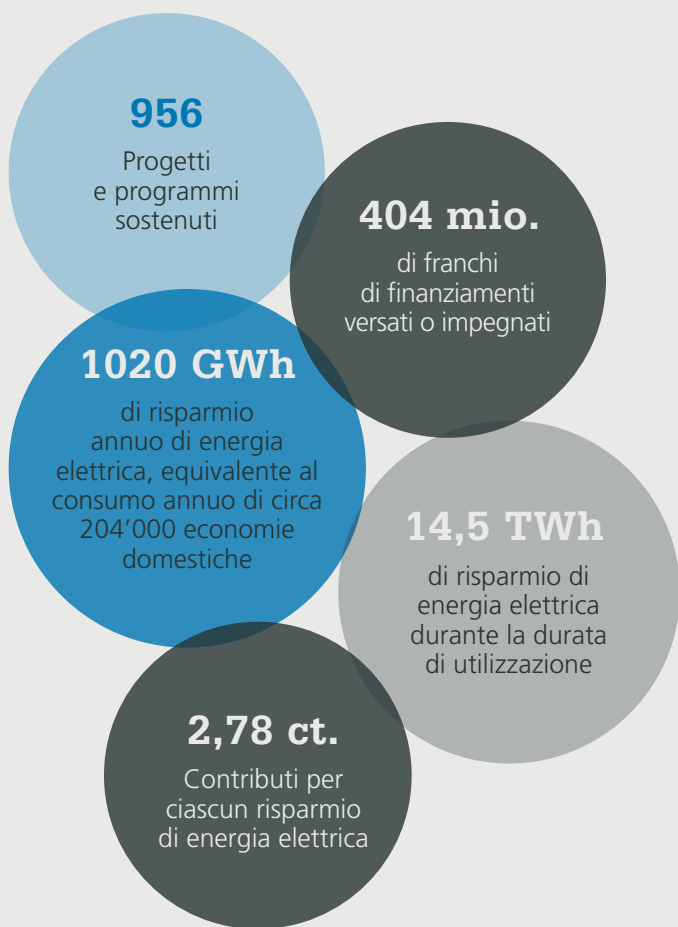 956
Progetti
e programmi
sostenuti
404 mio.
di franchi
di finanziamenti
versati o impegnati
1020 GWh
di risparmio
annuo di energia
elettrica, equivalente al
consumo annuo di circa
204’000 economie
domestiche
14,5 TWh
di risparmio di
energia elettrica
durante la durata
di utilizzazione
2,78 ct.
Contributi per
ciascun risparmio
di energia elettrica